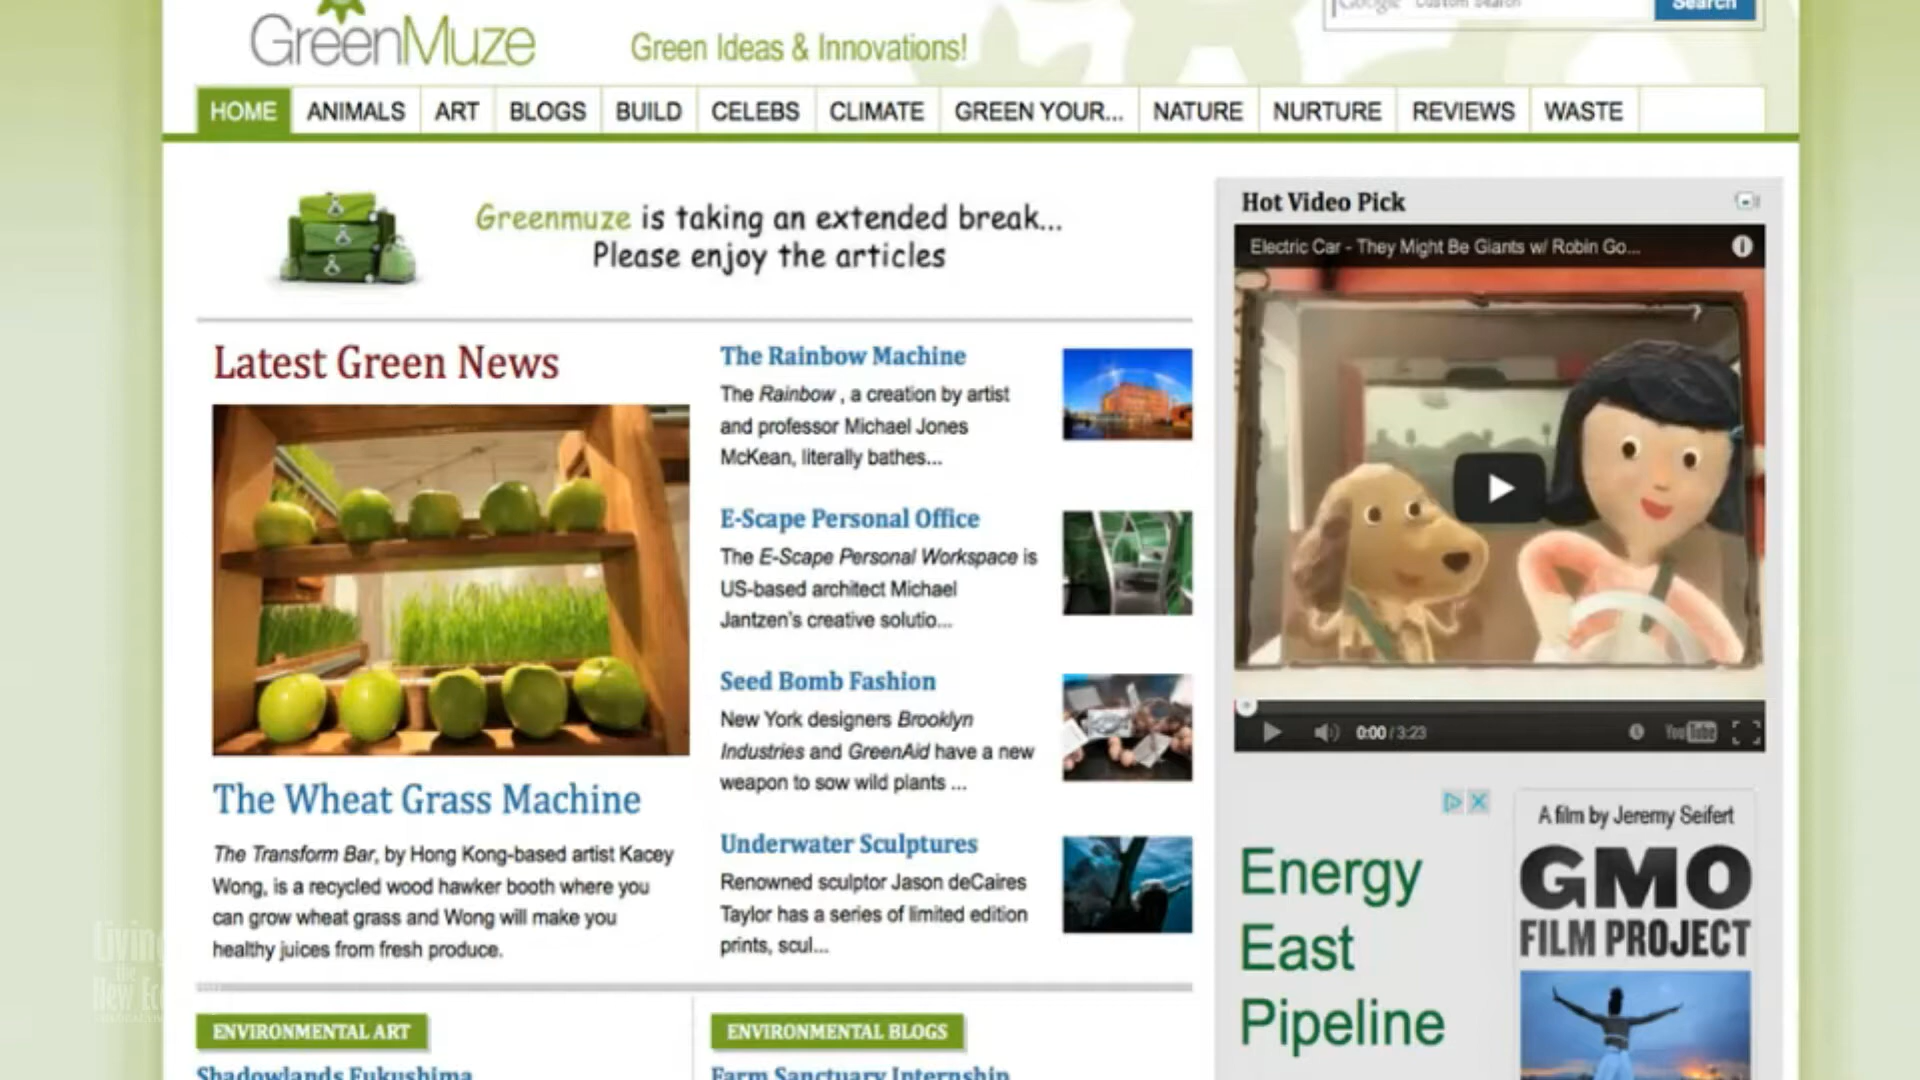 GreenMuze
Green Ideas & Innovations!
Google Custom Search
Search
HOME
ANIMALS
ART
BLOGS
BUILD
CELEBS
CLIMATE
GREEN YOUR...
NATURE
NURTURE
REVIEWS
WASTE
Greenmuze is taking an extended break...
Please enjoy the articles
Latest Green News
The Wheat Grass Machine
The Transform Bar, by Hong Kong-based artist Kacey
Wong, is a recycled wood hawker booth where you
can grow wheat grass and Wong will make you
healthy juices from fresh produce.
The Rainbow Machine
The Rainbow , a creation by artist
and professor Michael Jones
McKean, literally bathes...
E-Scape Personal Office
The E-Scape Personal Workspace is
US-based architect Michael
Jantzen's creative solutio...
Seed Bomb Fashion
New York designers Brooklyn
Industries and GreenAid have a new
weapon to sow wild plants ...
Underwater Sculptures
Renowned sculptor Jason deCaires
Taylor has a series of limited edition
prints, scul...
Hot Video Pick
Electric Car - They Might Be Giants w/ Robin Go...
0:00 / 3:23
YouTube
Energy
East
Pipeline
A film by Jeremy Seifert
GMO
FILM PROJECT
ENVIRONMENTAL ART
Shadowlands Fukushima
ENVIRONMENTAL BLOGS
Farm Sanctuary Internship
Living
the
New